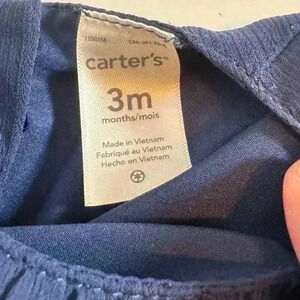 carter's
3m
months/mois
Made in Vietnam
Fabriqué au Vietnam
Hecho en Vietnam